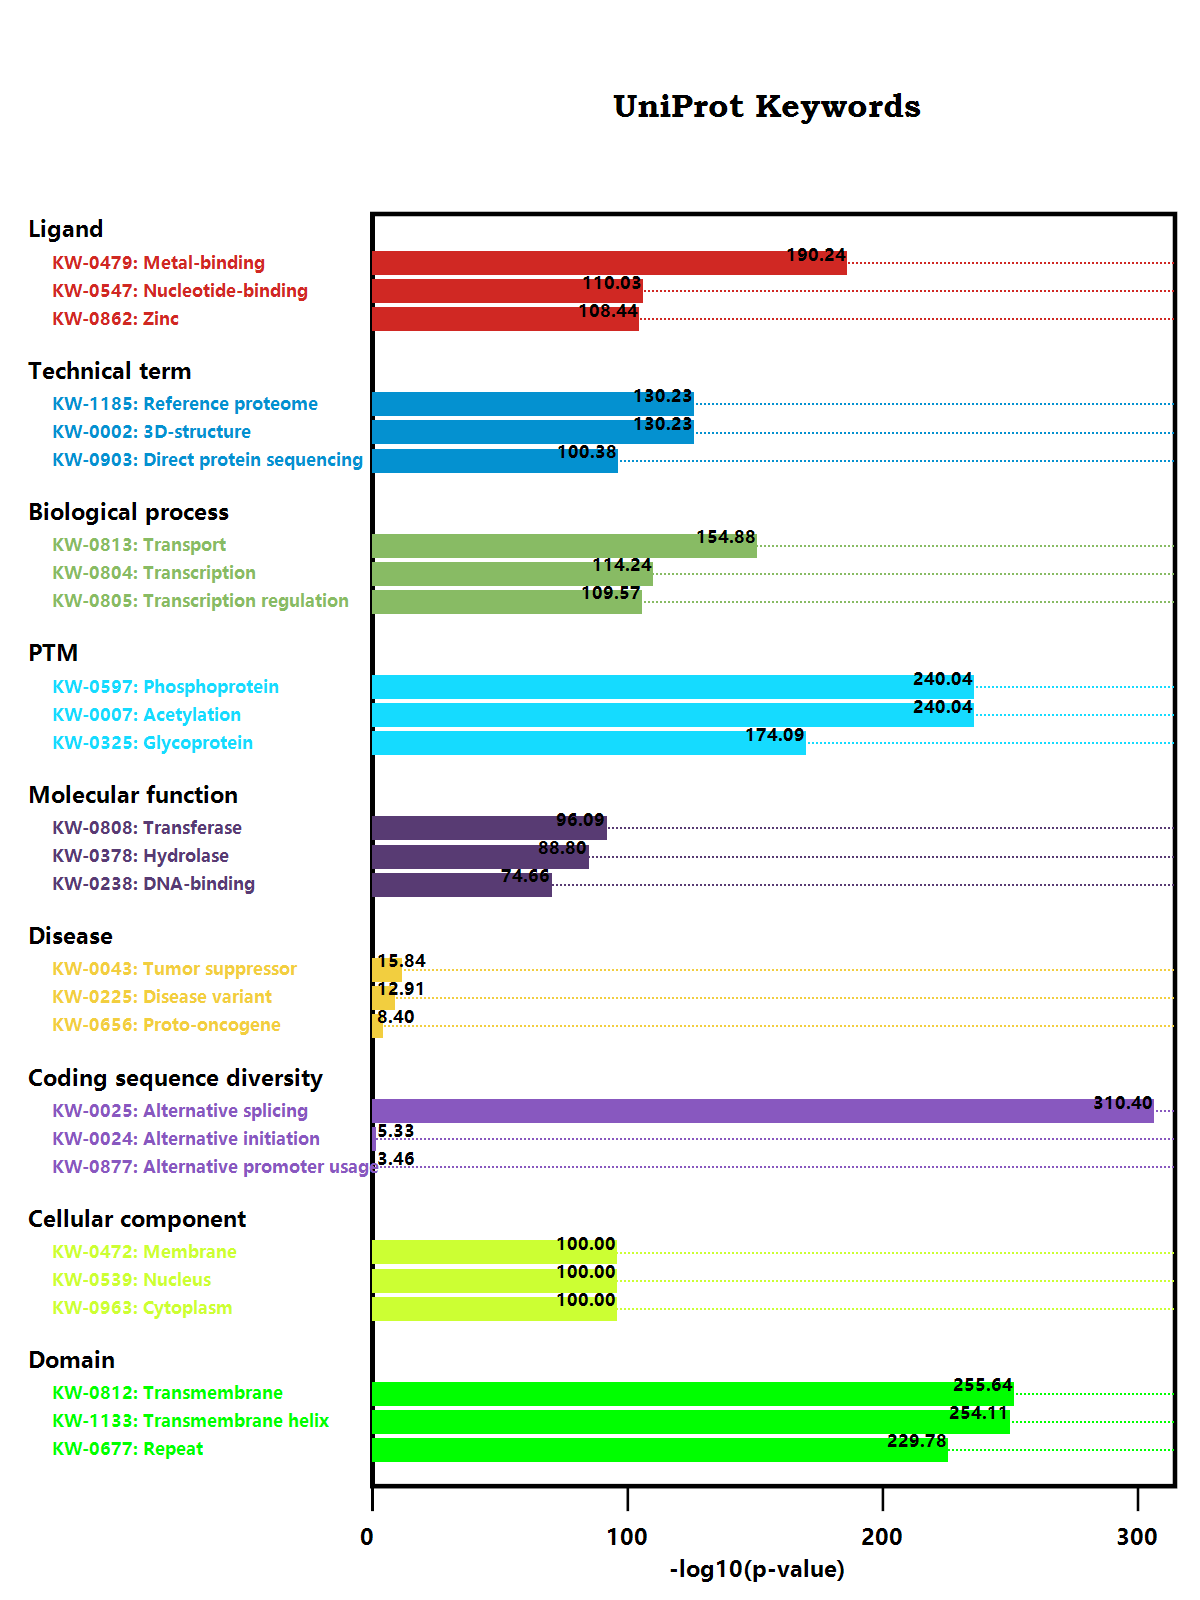 UniProt Keywords
Ligand
KW-0479: Metal-binding 190.24
KW-0547: Nucleotide-binding 110.03
KW-0862: Zinc 108.44
Technical term
KW-1185: Reference proteome 130.23
KW-0002: 3D-structure 130.23
KW-0903: Direct protein sequencing 100.38
Biological process
KW-0813: Transport 154.88
KW-0804: Transcription 114.24
KW-0805: Transcription regulation 109.57
PTM
KW-0597: Phosphoprotein 240.04
KW-0007: Acetylation 240.04
KW-0325: Glycoprotein 174.09
Molecular function
KW-0808: Transferase 96.09
KW-0378: Hydrolase 88.80
KW-0238: DNA-binding 74.66
Disease
KW-0043: Tumor suppressor 15.84
KW-0225: Disease variant 12.91
KW-0656: Proto-oncogene 8.40
Coding sequence diversity
KW-0025: Alternative splicing 310.40
KW-0024: Alternative initiation 5.33
KW-0877: Alternative promoter usage 3.46
Cellular component
KW-0472: Membrane 100.00
KW-0539: Nucleus 100.00
KW-0963: Cytoplasm 100.00
Domain
KW-0812: Transmembrane 255.64
KW-1133: Transmembrane helix 254.11
KW-0677: Repeat 229.78
0 100 200 300
-log10(p-value)